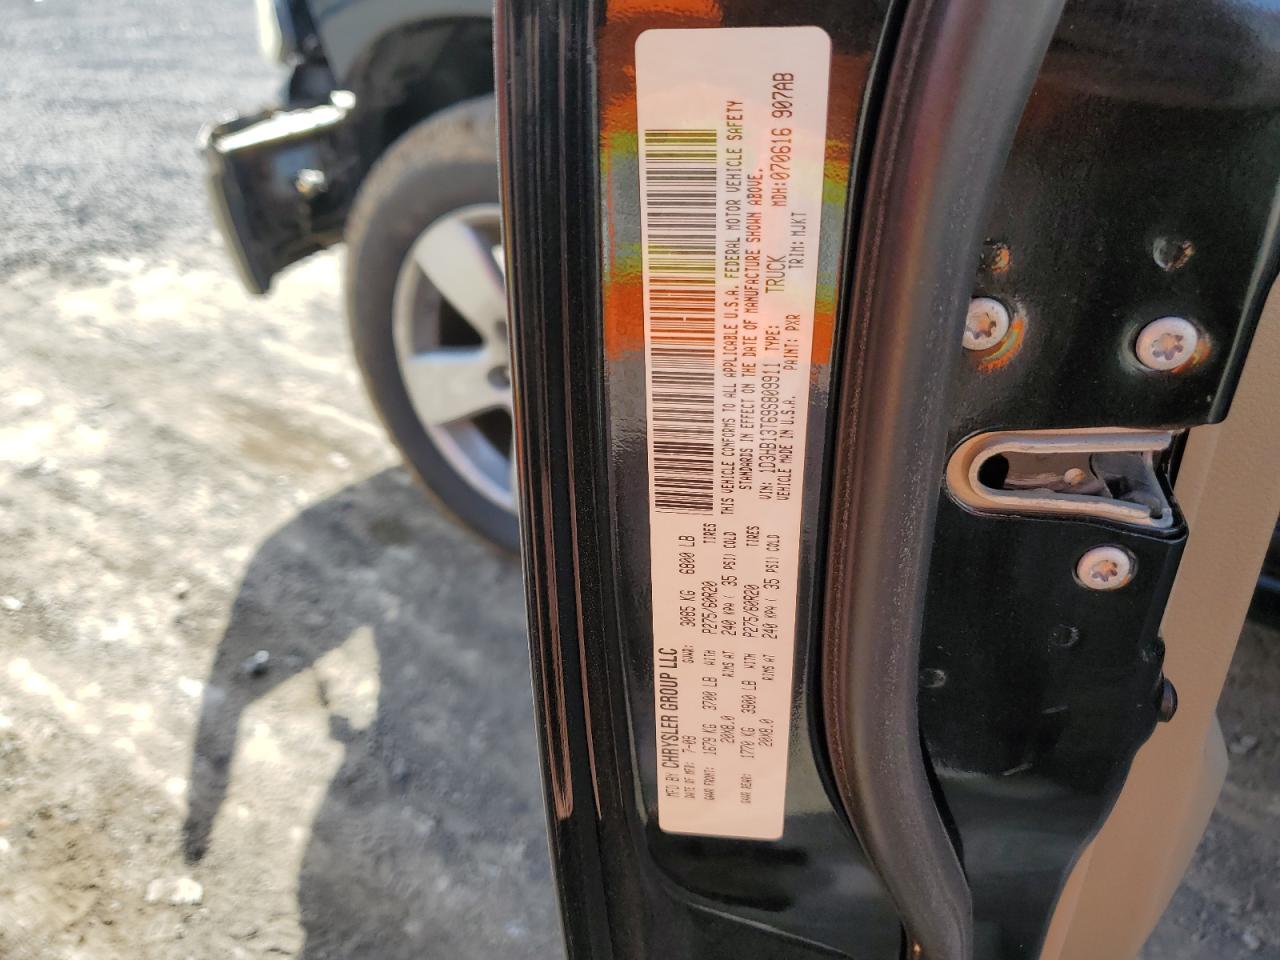 MFD BY CHRYSLER GROUP LLC
DATE OF MFD: 7-09 GVWR: 3085 KG 6800 LB
GAWR FRONT: 1679 KG 3700 LB WITH P275/60R20 TIRES
20X8.0 RIMS AT 240 KPA ( 35 PSI) COLD
GAWR REAR: 1770 KG 3900 LB WITH P275/60R20 TIRES
20X8.0 RIMS AT 240 KPA ( 35 PSI) COLD
THIS VEHICLE CONFORMS TO ALL APPLICABLE U.S.A. FEDERAL MOTOR VEHICLE SAFETY
STANDARDS IN EFFECT ON THE DATE OF MANUFACTURE SHOWN ABOVE.
VIN: 1D3HB13T69S809911 TYPE: TRUCK MDH:070616 907AB
VEHICLE MADE IN U.S.A. PAINT: PXR TRIM: MJKT